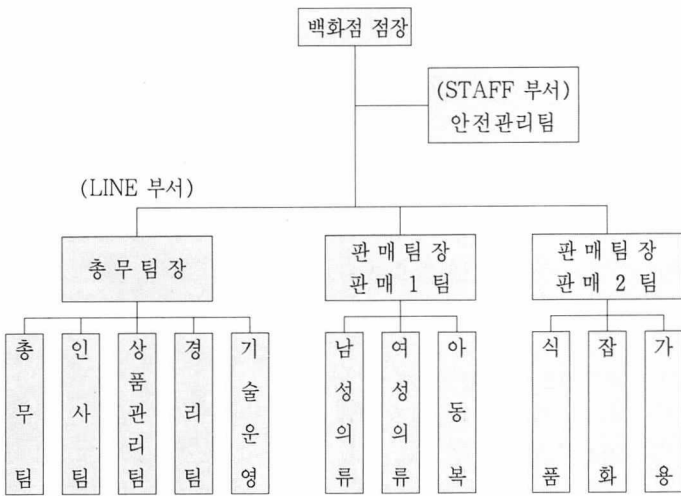 백화점 점장
(STAFF 부서)
안전관리팀
(LINE 부서)
총무팀장
판매팀장
판매 1 팀
판매팀장
판매 2 팀
총무팀
인사팀
상품관리팀
경리팀
기술운영
남성의류
여성의류
아동복
식품
잡화
가용